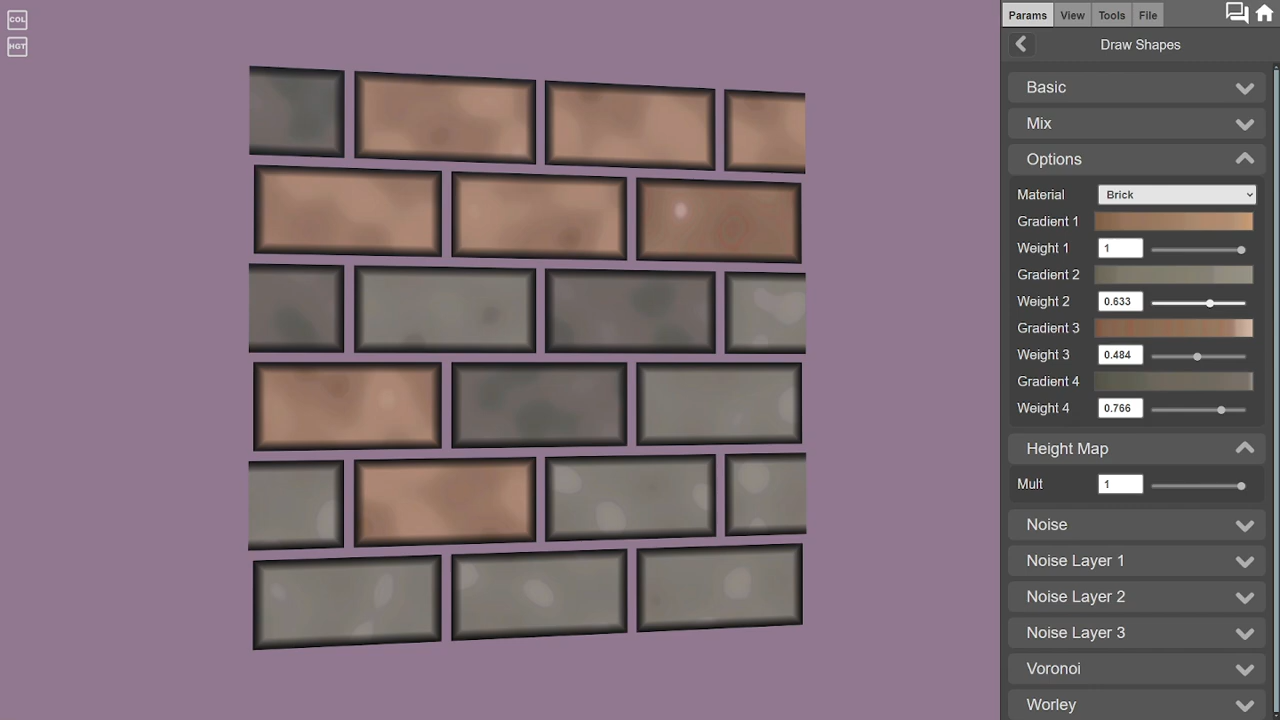 COL
HGT
Params View Tools File
Draw Shapes
Basic
Mix
Options
Material Brick
Gradient 1
Weight 1 1
Gradient 2
Weight 2 0.633
Gradient 3
Weight 3 0.484
Gradient 4
Weight 4 0.766
Height Map
Mult 1
Noise
Noise Layer 1
Noise Layer 2
Noise Layer 3
Voronoi
Worley